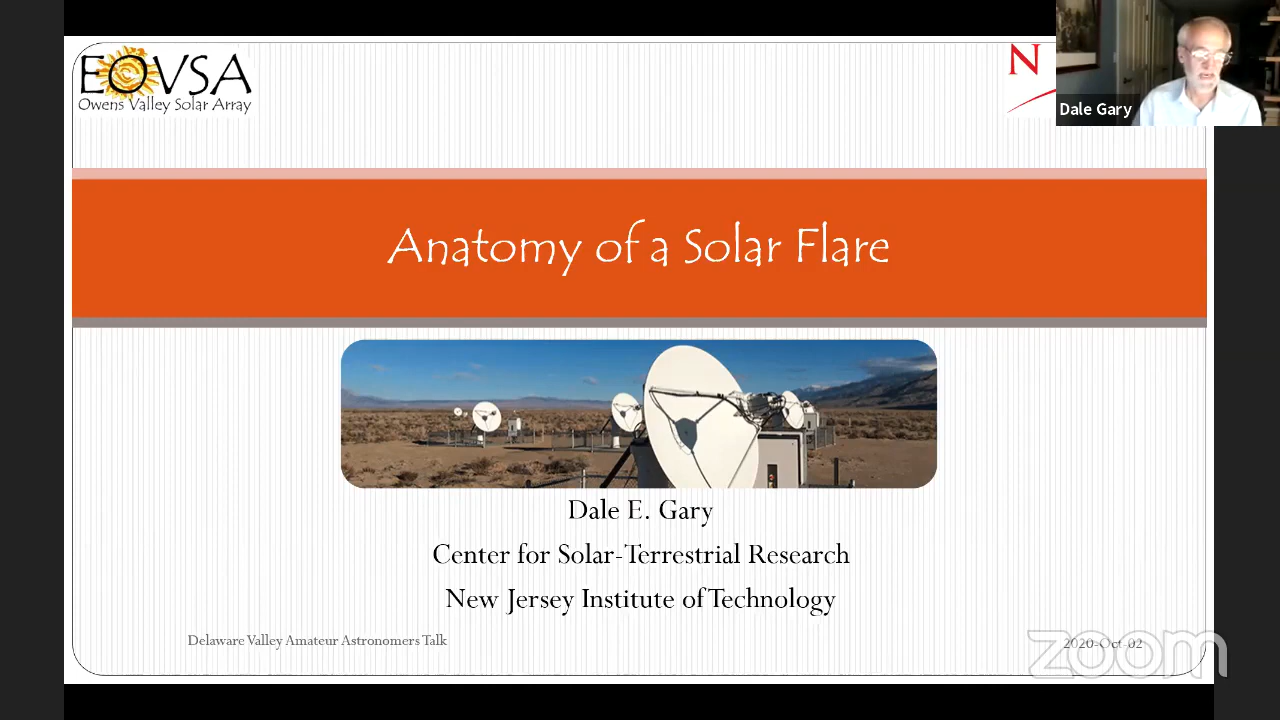 EOVSA
Owens Valley Solar Array
N
Dale Gary
Anatomy of a Solar Flare
Dale E. Gary
Center for Solar-Terrestrial Research
New Jersey Institute of Technology
Delaware Valley Amateur Astronomers Talk
2020-Oct-02
zoom